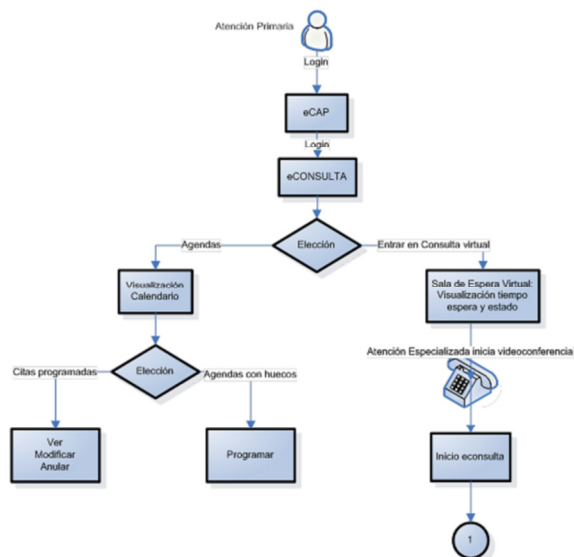 Atención Primaria
Login
eCAP
Login
eCONSULTA
Elección
Agendas
Entrar en Consulta virtual
Visualización
Calendario
Sala de Espera Virtual:
Visualización tiempo
espera y estado
Atención Especializada inicia videoconferencia
Elección
Citas programadas
Agendas con huecos
Ver
Modificar
Anular
Programar
Inicio econsulta
1